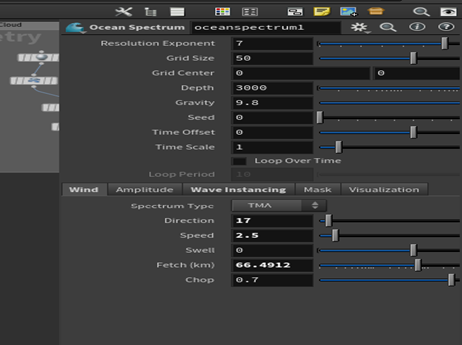 Cloud
etry
Ocean Spectrum oceanspectrum1
Resolution Exponent 7
Grid Size 50
Grid Center 0 0
Depth 3000
Gravity 9.8
Seed 0
Time Offset 0
Time Scale 1
Loop Over Time
Loop Period 10
Wind Amplitude Wave Instancing Mask Visualization
Spectrum Type TMA
Direction 17
Speed 2.5
Swell 0
Fetch (km) 66.4912
Chop 0.7